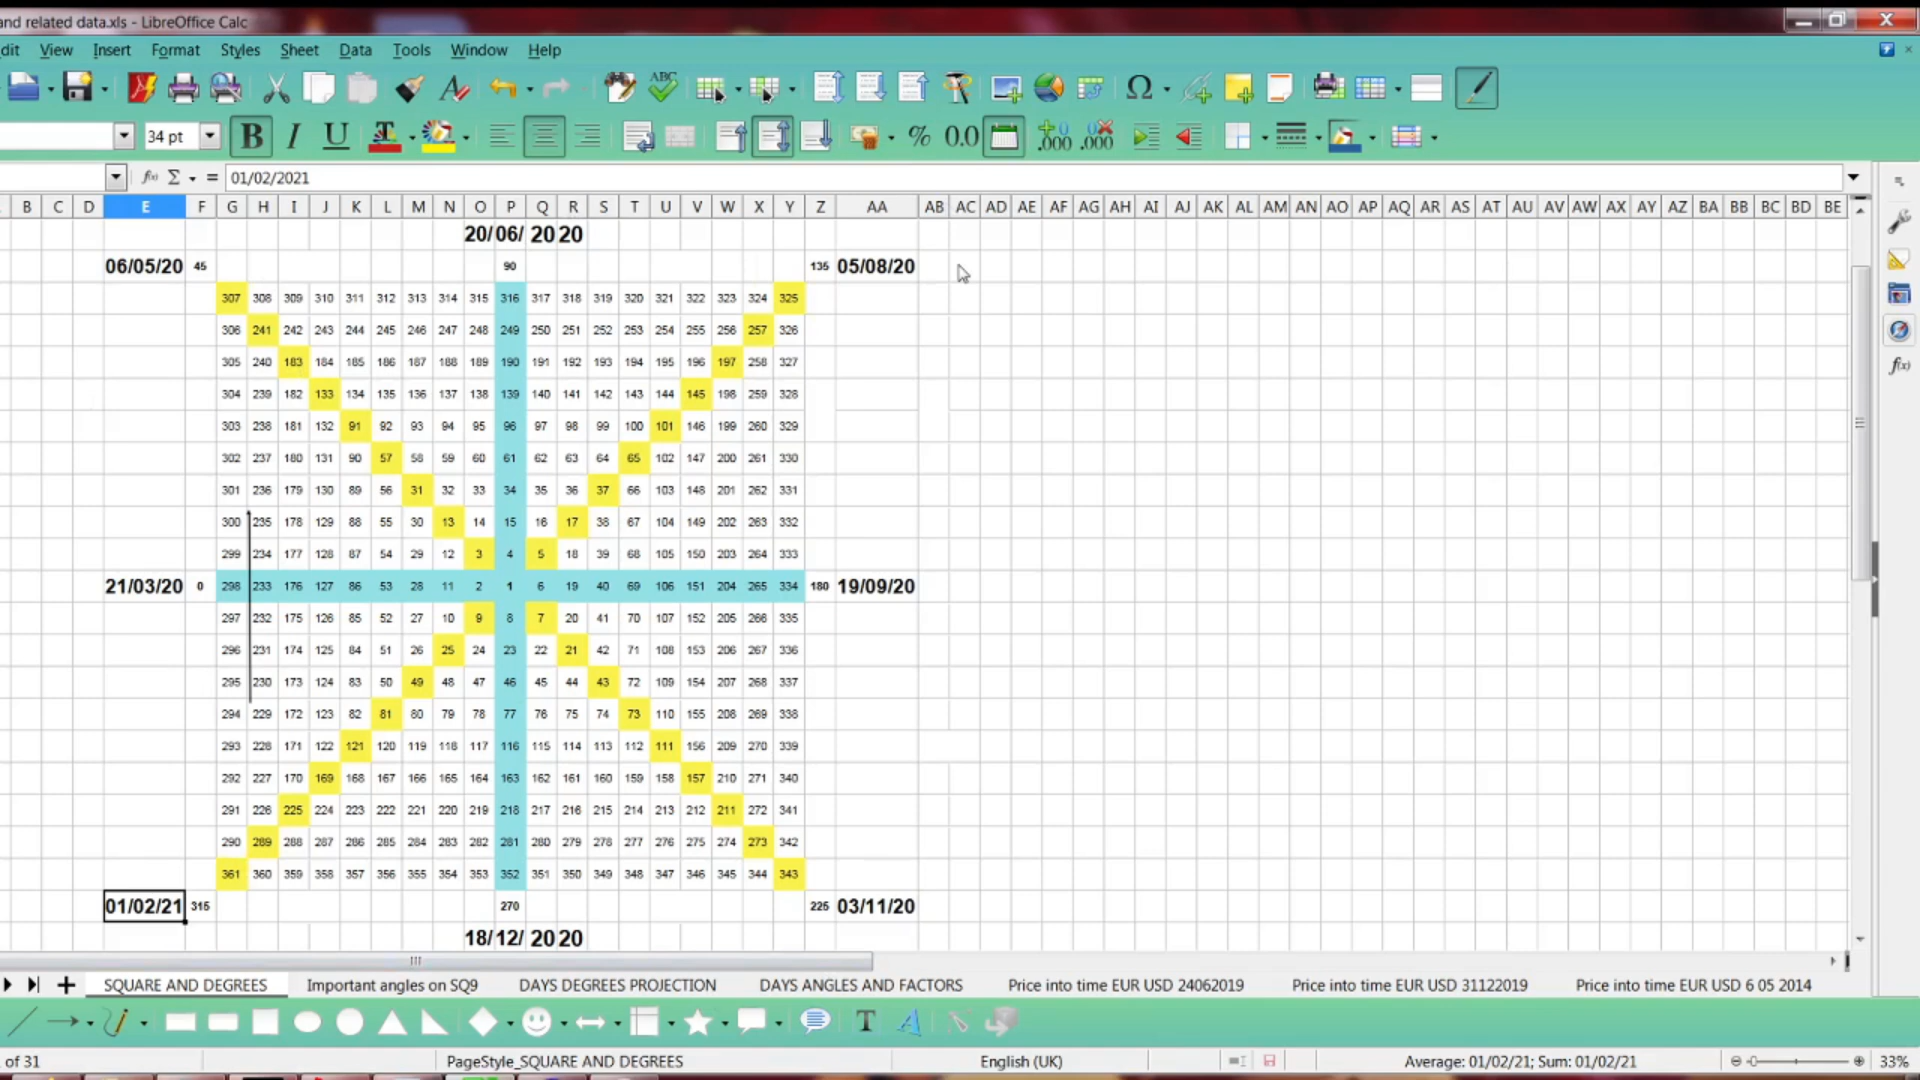 and related data.xls - LibreOffice Calc
dit View Insert Format Styles Sheet Data Tools Window Help
34 pt
01/02/2021
B C D E F G H I J K L M N O P Q R S T U V W X Y Z AA AB AC AD AE AF AG AH AI AJ AK AL AM AN AO AP AQ AR AS AT AU AV AW AX AY AZ BA BB BC BD BE
20/06/2020
06/05/20 45 90 135 05/08/20
307 308 309 310 311 312 313 314 315 316 317 318 319 320 321 322 323 324 325
306 241 242 243 244 245 246 247 248 249 250 251 252 253 254 255 256 257 326
305 240 183 184 185 186 187 188 189 190 191 192 193 194 195 196 197 258 327
304 239 182 133 134 135 136 137 138 139 140 141 142 143 144 145 198 259 328
303 238 181 132 91 92 93 94 95 96 97 98 99 100 101 146 199 260 329
302 237 180 131 90 57 58 59 60 61 62 63 64 65 102 147 200 261 330
301 236 179 130 89 56 31 32 33 34 35 36 37 66 103 148 201 262 331
300 235 178 129 88 55 30 13 14 15 16 17 38 67 104 149 202 263 332
299 234 177 128 87 54 29 12 3 4 5 18 39 68 105 150 203 264 333
21/03/20 0 298 233 176 127 86 53 28 11 2 1 6 19 40 69 106 151 204 265 334 180 19/09/20
297 232 175 126 85 52 27 10 9 8 7 20 41 70 107 152 205 266 335
296 231 174 125 84 51 26 25 24 23 22 21 42 71 108 153 206 267 336
295 230 173 124 83 50 49 48 47 46 45 44 43 72 109 154 207 268 337
294 229 172 123 82 81 80 79 78 77 76 75 74 73 110 155 208 269 338
293 228 171 122 121 120 119 118 117 116 115 114 113 112 111 156 209 270 339
292 227 170 169 168 167 166 165 164 163 162 161 160 159 158 157 210 271 340
291 226 225 224 223 222 221 220 219 218 217 216 215 214 213 212 211 272 341
290 289 288 287 286 285 284 283 282 281 280 279 278 277 276 275 274 273 342
361 360 359 358 357 356 355 354 353 352 351 350 349 348 347 346 345 344 343
01/02/21 315 270 225 03/11/20
18/12/2020
SQUARE AND DEGREES Important angles on SQ9 DAYS DEGREES PROJECTION DAYS ANGLES AND FACTORS Price into time EUR USD 24062019 Price into time EUR USD 31122019 Price into time EUR USD 6 05 2014
of 31 PageStyle_SQUARE AND DEGREES English (UK) Average: 01/02/21; Sum: 01/02/21 33%